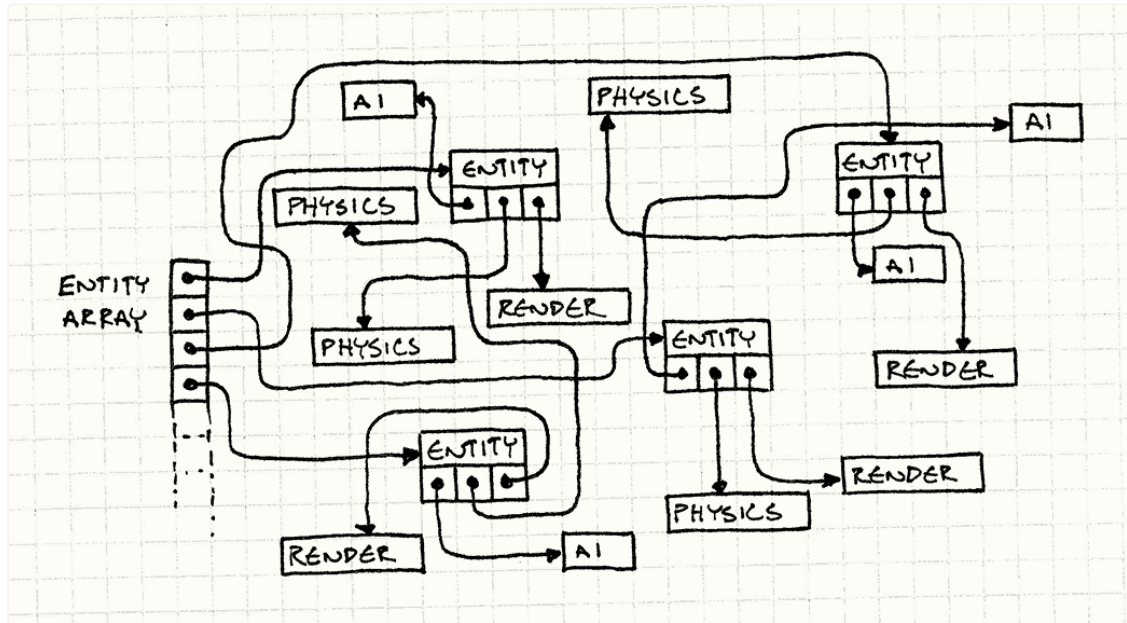 AI
PHYSICS
AI
ENTITY
ENTITY
PHYSICS
AI
ENTITY
ARRAY
RENDER
PHYSICS
ENTITY
RENDER
ENTITY
RENDER
PHYSICS
RENDER
AI